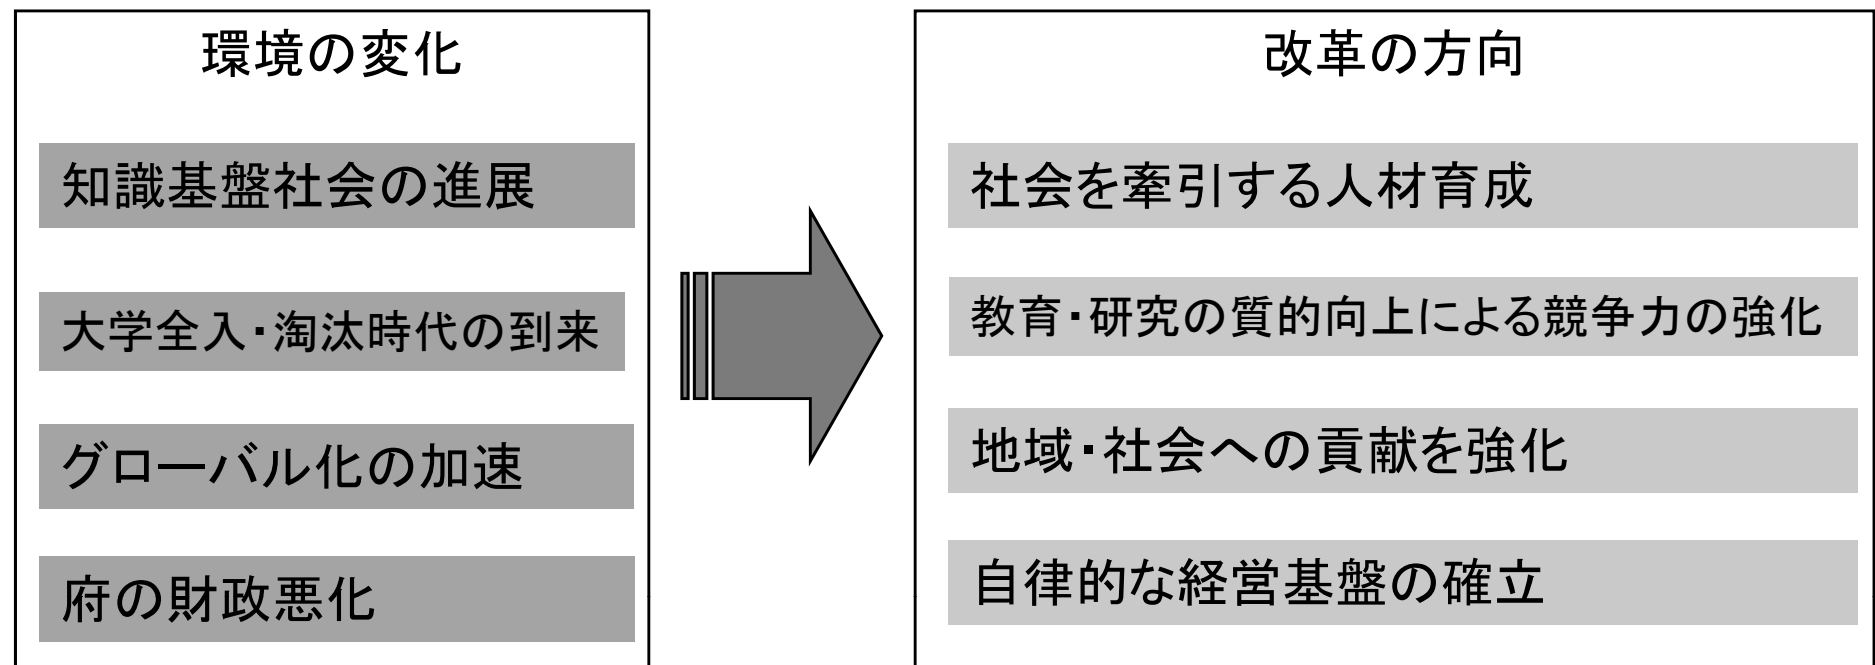 環境の変化
知識基盤社会の進展
大学全入・淘汰時代の到来
グローバル化の加速
府の財政悪化
改革の方向
社会を牽引する人材育成
教育・研究の質的向上による競争力の強化
地域・社会への貢献を強化
自律的な経営基盤の確立